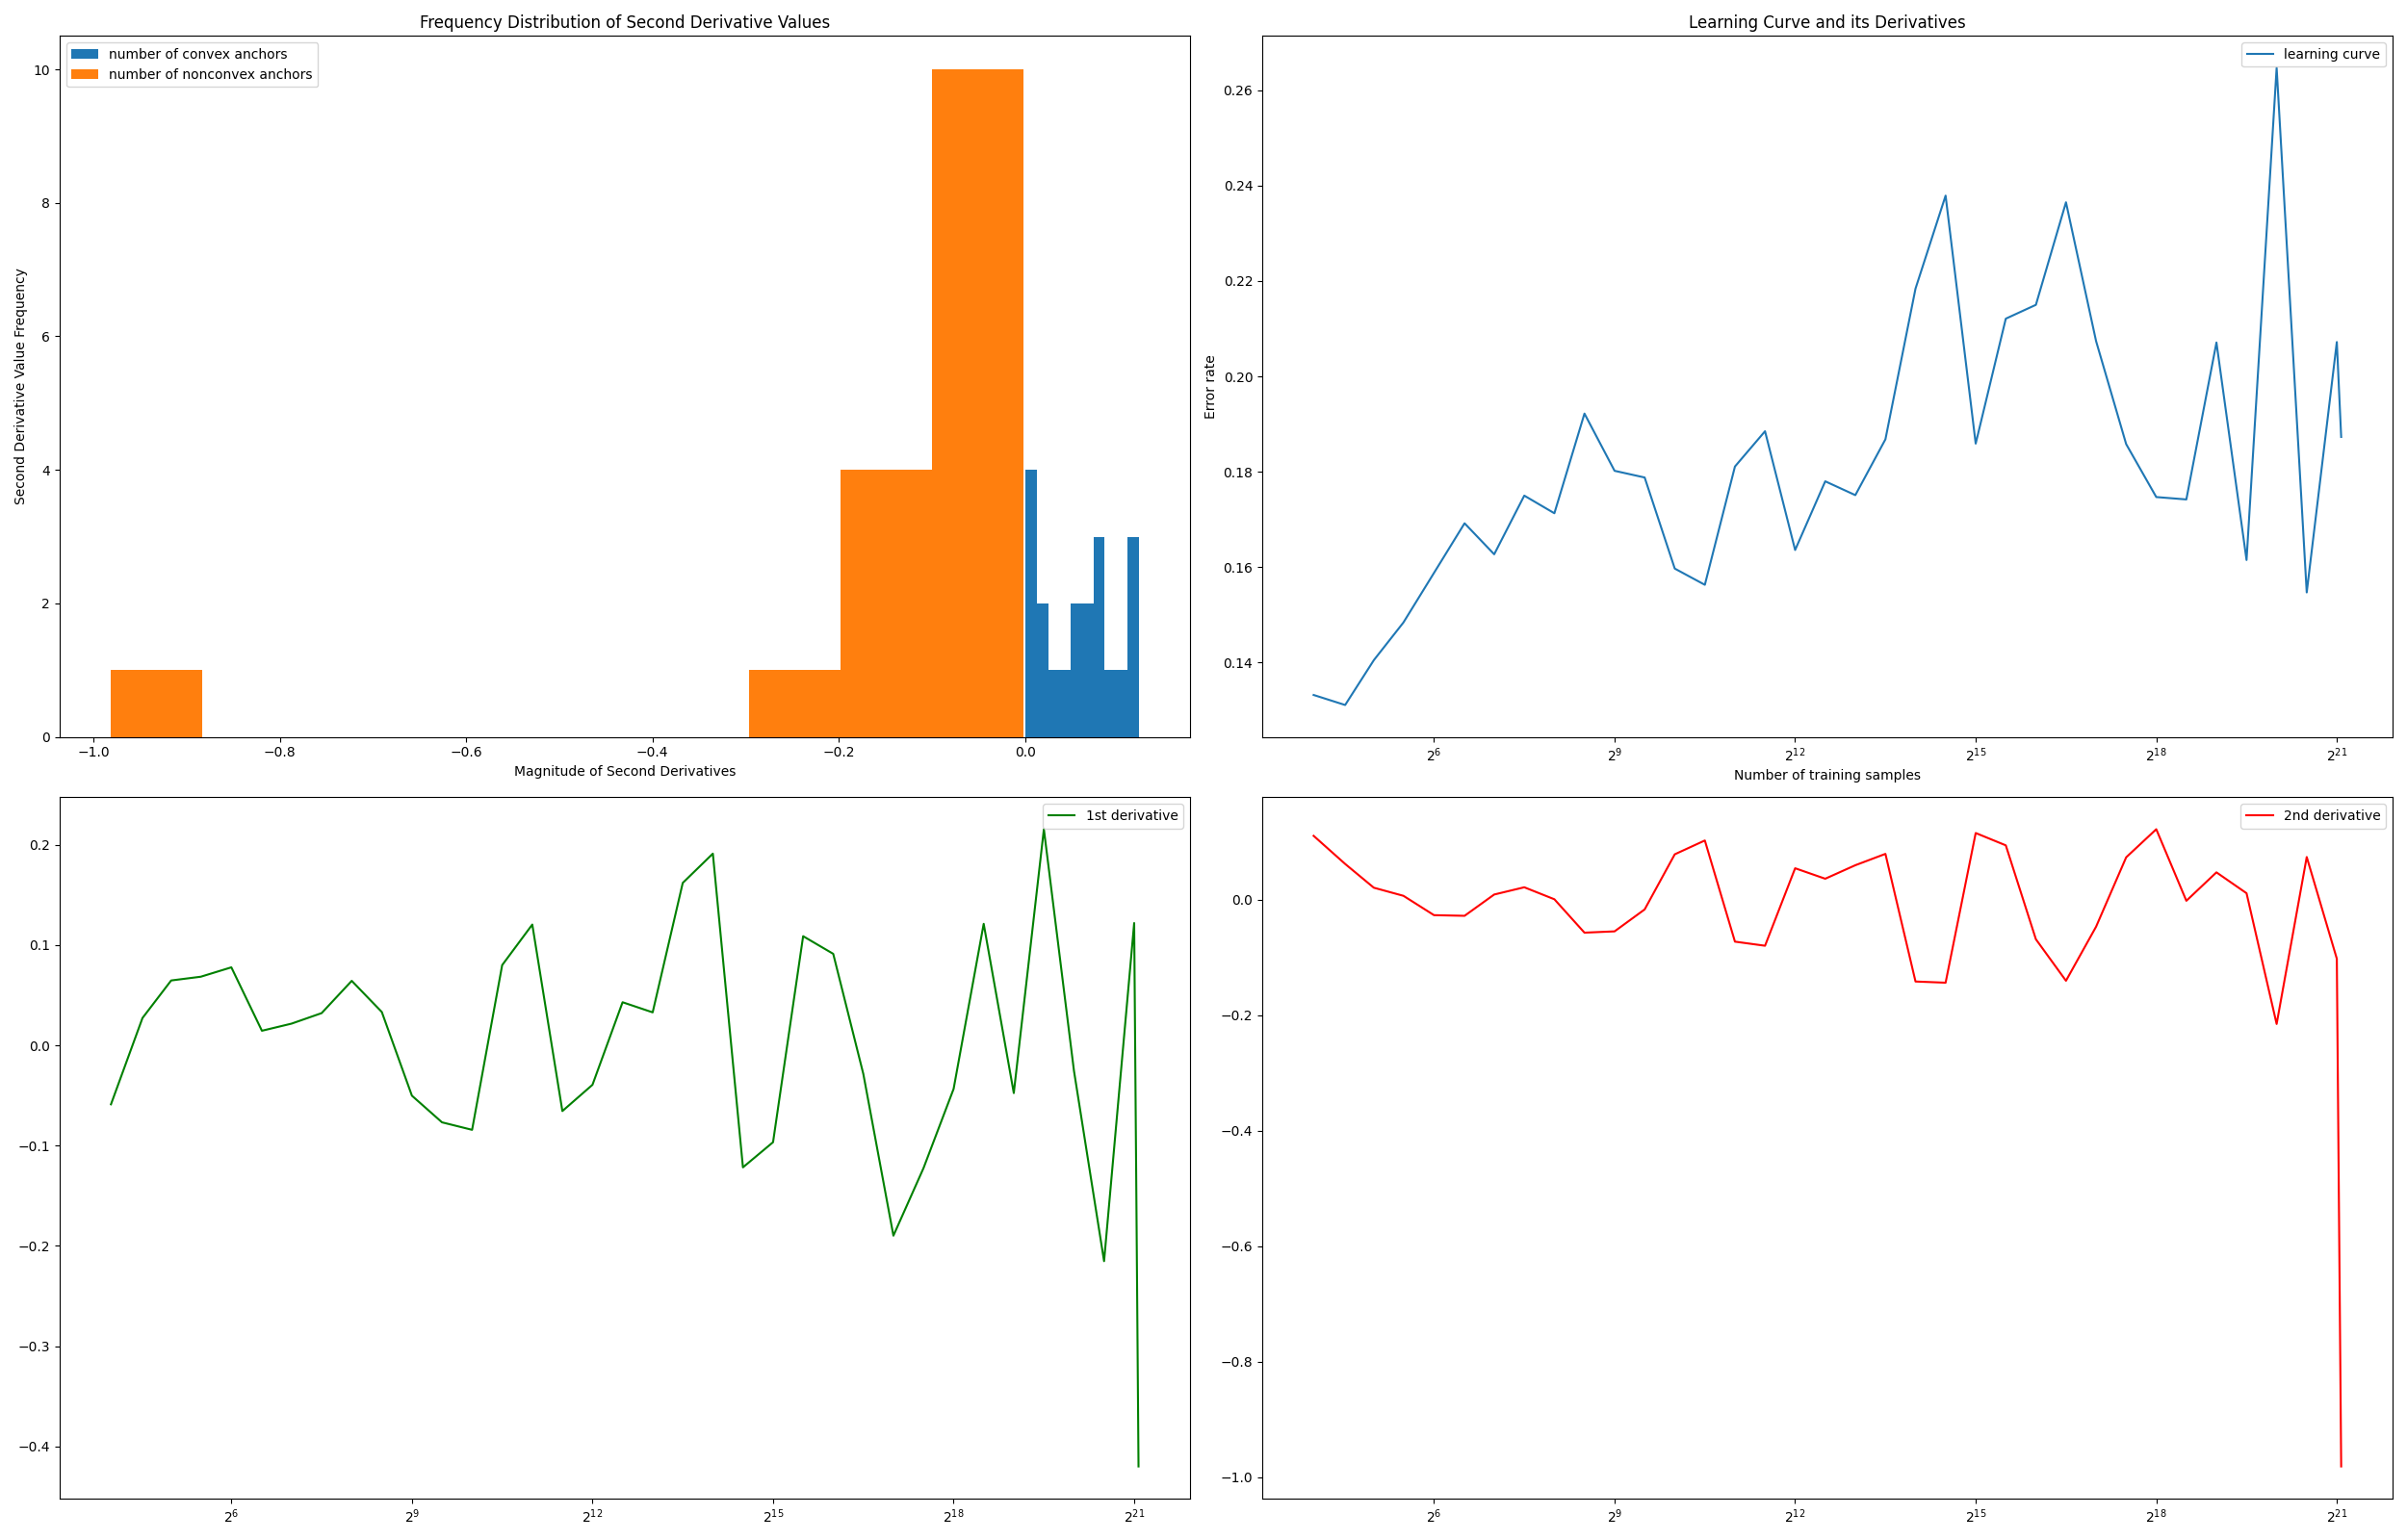 Frequency Distribution of Second Derivative Values
number of convex anchors
number of nonconvex anchors
Second Derivative Value Frequency
10
8
6
4
2
0
−1.0 −0.8 −0.6 −0.4 −0.2 0.0
Magnitude of Second Derivatives
Learning Curve and its Derivatives
learning curve
Error rate
0.26
0.24
0.22
0.20
0.18
0.16
0.14
2^6 2^9 2^12 2^15 2^18 2^21
Number of training samples
1st derivative
0.2
0.1
0.0
−0.1
−0.2
−0.3
−0.4
2^6 2^9 2^12 2^15 2^18 2^21
2nd derivative
0.0
−0.2
−0.4
−0.6
−0.8
−1.0
2^6 2^9 2^12 2^15 2^18 2^21